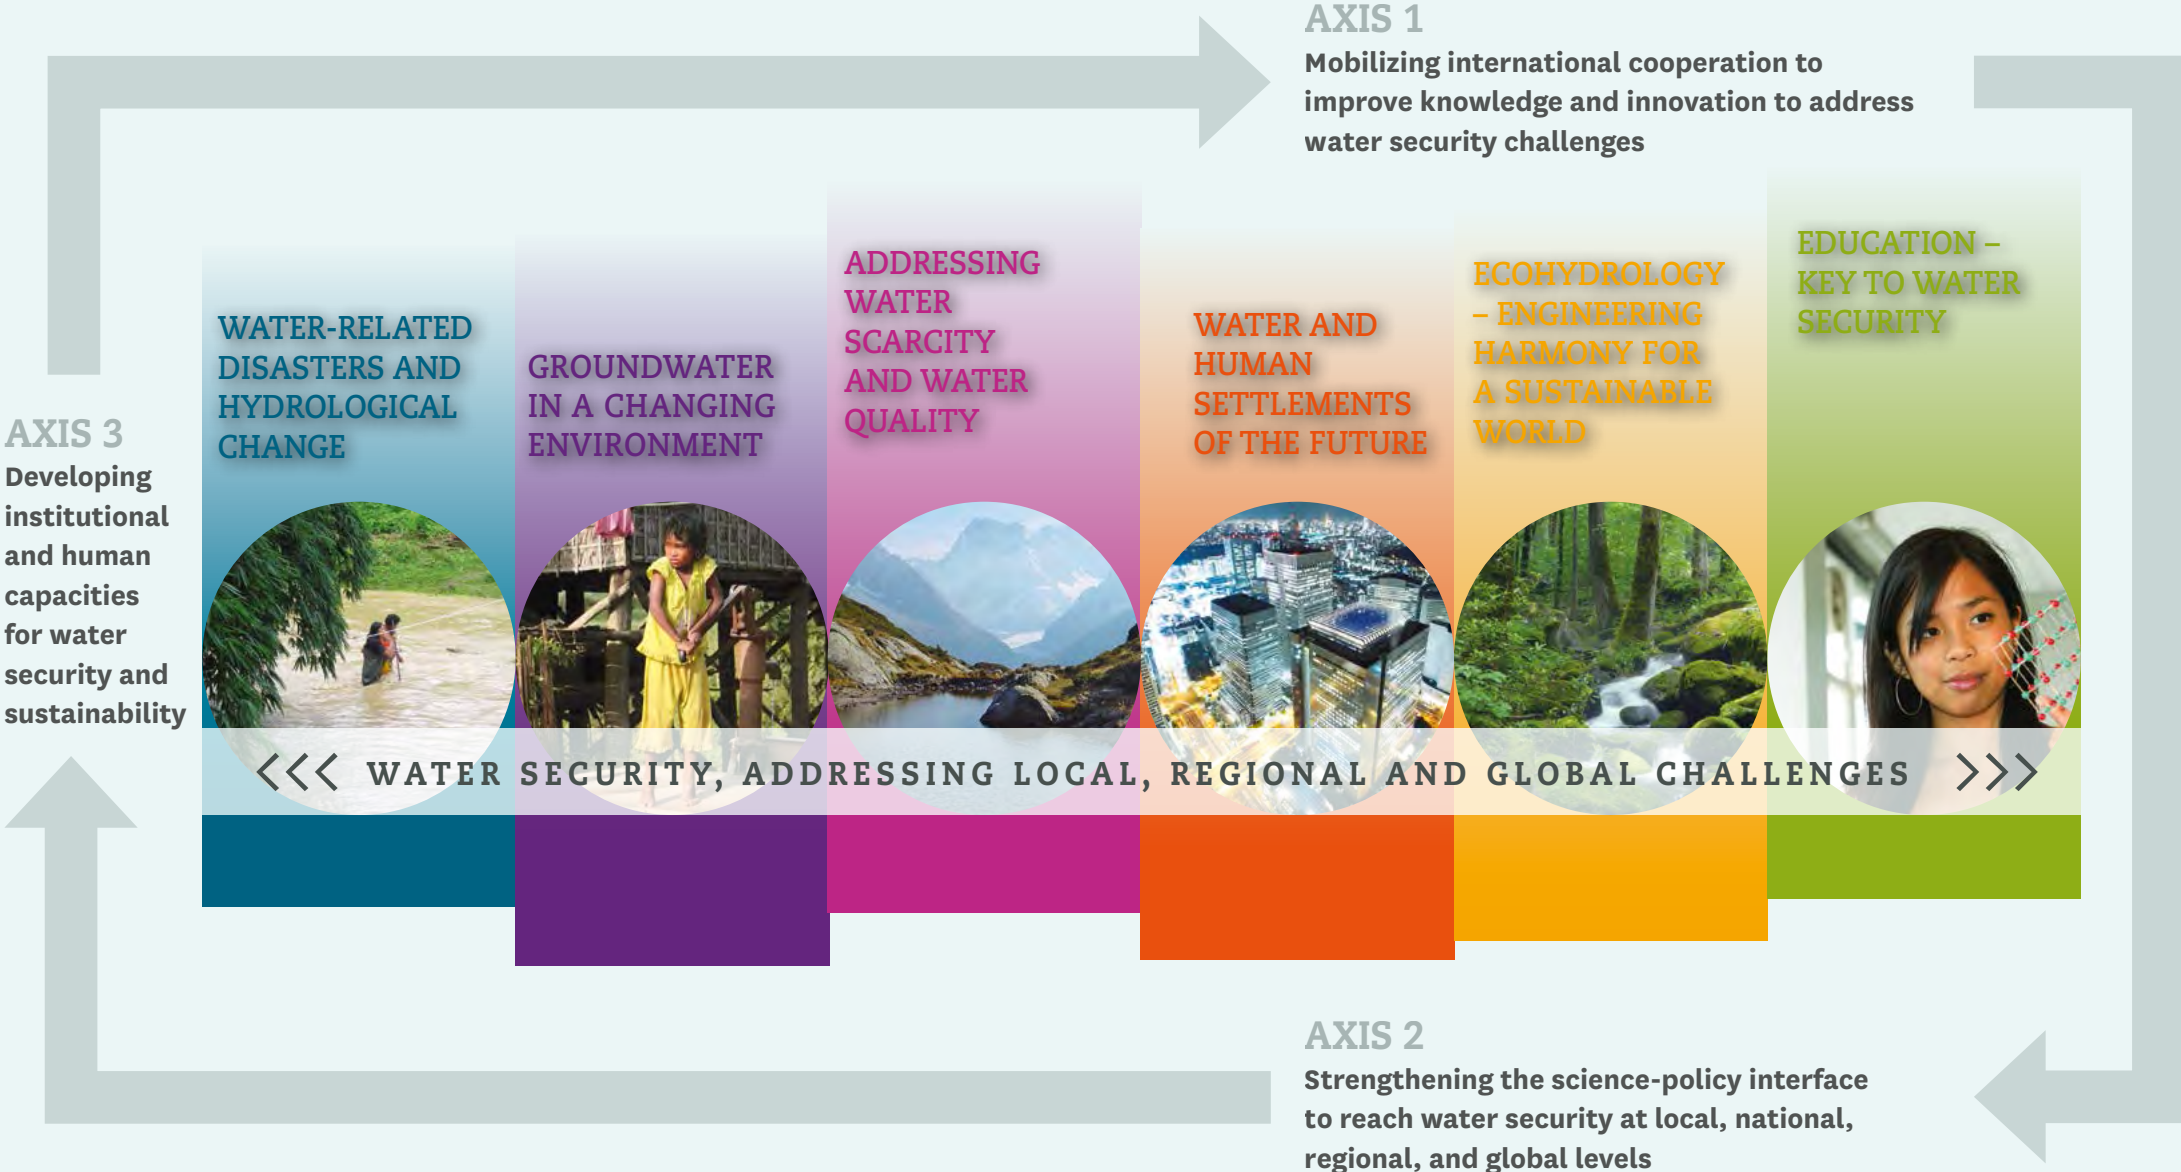 AXIS 1
Mobilizing international cooperation to
improve knowledge and innovation to address
water security challenges
AXIS 3
Developing
institutional
and human
capacities
for water
security and
sustainability
WATER-RELATED
DISASTERS AND
HYDROLOGICAL
CHANGE
GROUNDWATER
IN A CHANGING
ENVIRONMENT
ADDRESSING
WATER
SCARCITY
AND WATER
QUALITY
WATER AND
HUMAN
SETTLEMENTS
OF THE FUTURE
ECOHYDROLOGY
– ENGINEERING
HARMONY FOR
A SUSTAINABLE
WORLD
EDUCATION –
KEY TO WATER
SECURITY
<<< WATER SECURITY, ADDRESSING LOCAL, REGIONAL AND GLOBAL CHALLENGES >>>
AXIS 2
Strengthening the science-policy interface
to reach water security at local, national,
regional, and global levels